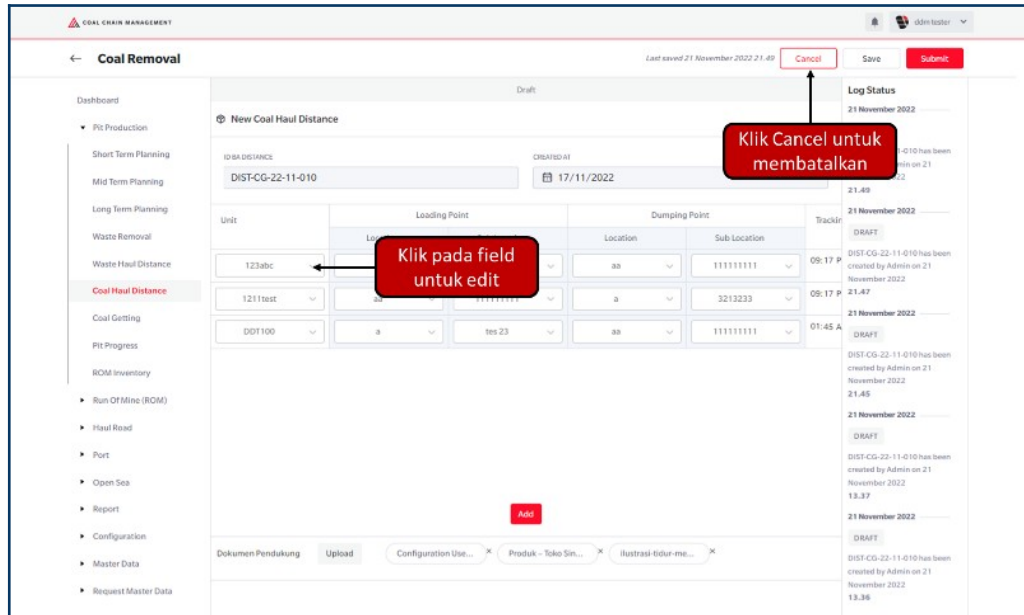 COAL CHAIN MANAGEMENT
ddm tester
Coal Removal
Last saved 21 November 2022 21.49
Cancel
Save
Submit
Dashboard
Pit Production
Short Term Planning
Mid Term Planning
Long Term Planning
Waste Removal
Waste Haul Distance
Coal Haul Distance
Coal Getting
Pit Progress
ROM Inventory
Run Of Mine (ROM)
Haul Road
Port
Open Sea
Report
Configuration
Master Data
Request Master Data
Draft
New Coal Haul Distance
ID BA DISTANCE
CREATED AT
DIST-CG-22-11-010
17/11/2022
Klik Cancel untuk
membatalkan
Unit
Loading Point
Dumping Point
Location
Sub Location
Klik pada field
untuk edit
123abc
aa
111111111
09:17 P
1211test
aa
111111111
a
3213233
09:17 P
DDT100
a
tes 23
aa
111111111
01:45 A
Add
Dokumen Pendukung
Upload
Configuration Use...
Produk – Toko Sin...
ilustrasi-tidur-me...
Log Status
21 November 2022
21.49
21 November 2022
DRAFT
DIST-CG-22-11-010 has been
created by Admin on 21
November 2022
21.47
21 November 2022
DRAFT
DIST-CG-22-11-010 has been
created by Admin on 21
November 2022
21.45
21 November 2022
DRAFT
DIST-CG-22-11-010 has been
created by Admin on 21
November 2022
13.37
21 November 2022
DRAFT
DIST-CG-22-11-010 has been
created by Admin on 21
November 2022
13.36